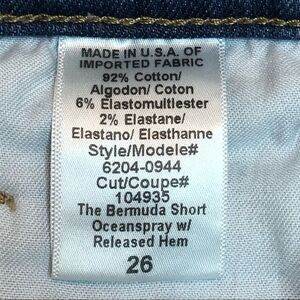 MADE IN U.S.A. OF
IMPORTED FABRIC
92% Cotton/
Algodon/ Coton
6% Elastomultiester
2% Elastane/
Elastano/ Elasthanne
Style/Modele#
6204-0944
Cut/Coupe#
104935
The Bermuda Short
Oceanspray w/
Released Hem
26